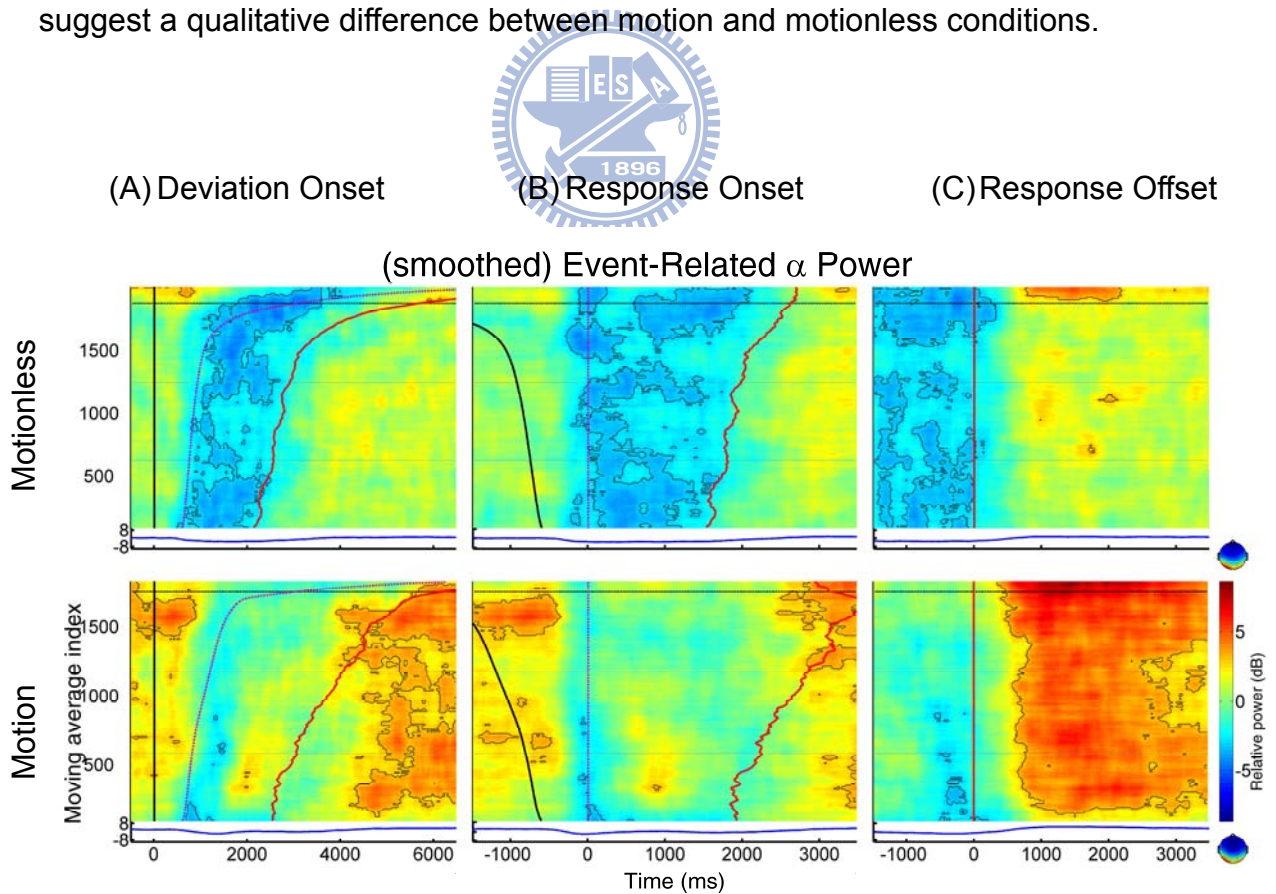 suggest a qualitative difference between motion and motionless conditions.
E S A
1896
(A) Deviation Onset
(B) Response Onset
(C) Response Offset
(smoothed) Event-Related α Power
Motionless
1500
1000
500
8
-8
Motion
Moving average index
1500
1000
500
8
-8
0 2000 4000 6000
-1000 0 1000 2000 3000
-1000 0 1000 2000 3000
Time (ms)
5
0
-5
Relative power (dB)